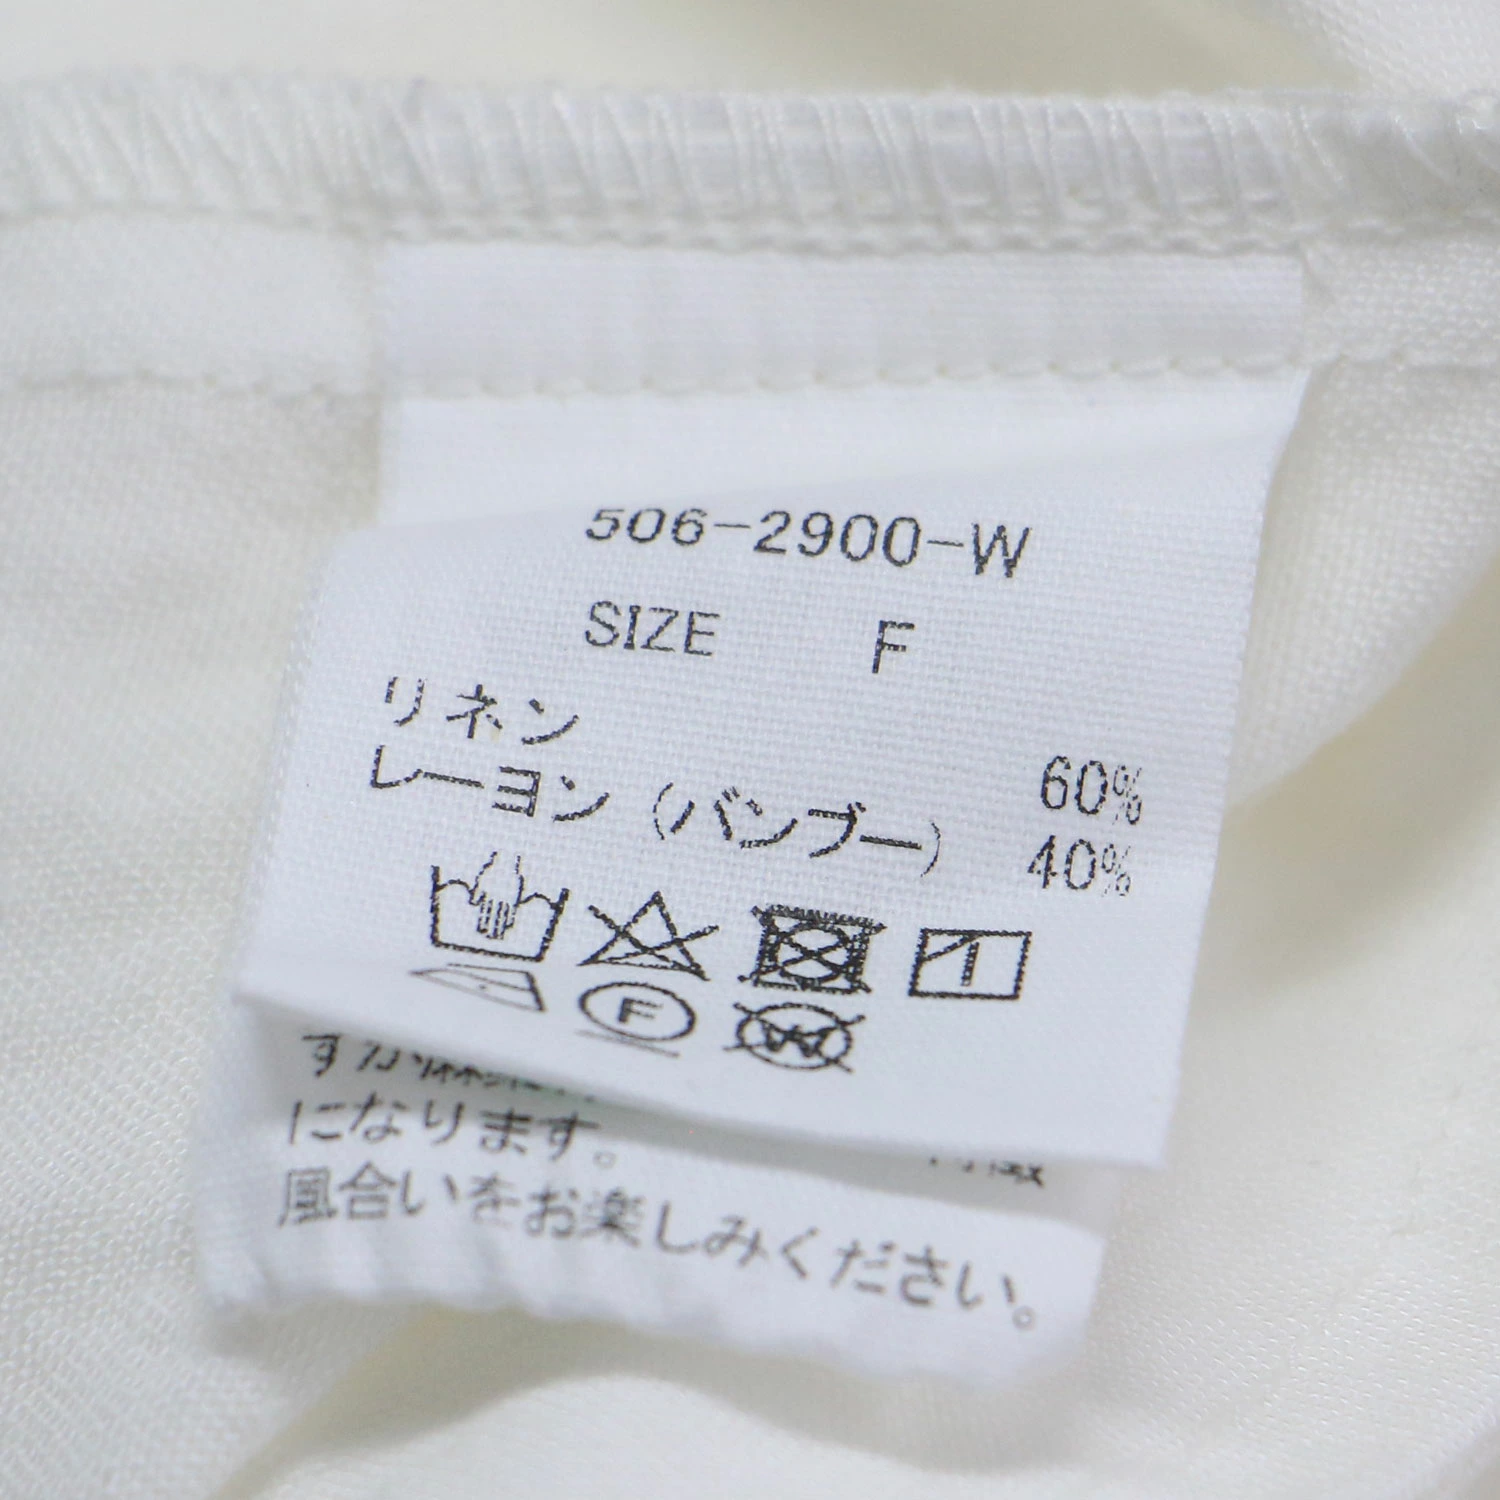 506-2900-W
SIZE F
リネン 60%
レーヨン(バンブー) 40%
F
W
になります。
風合いをお楽しみください。